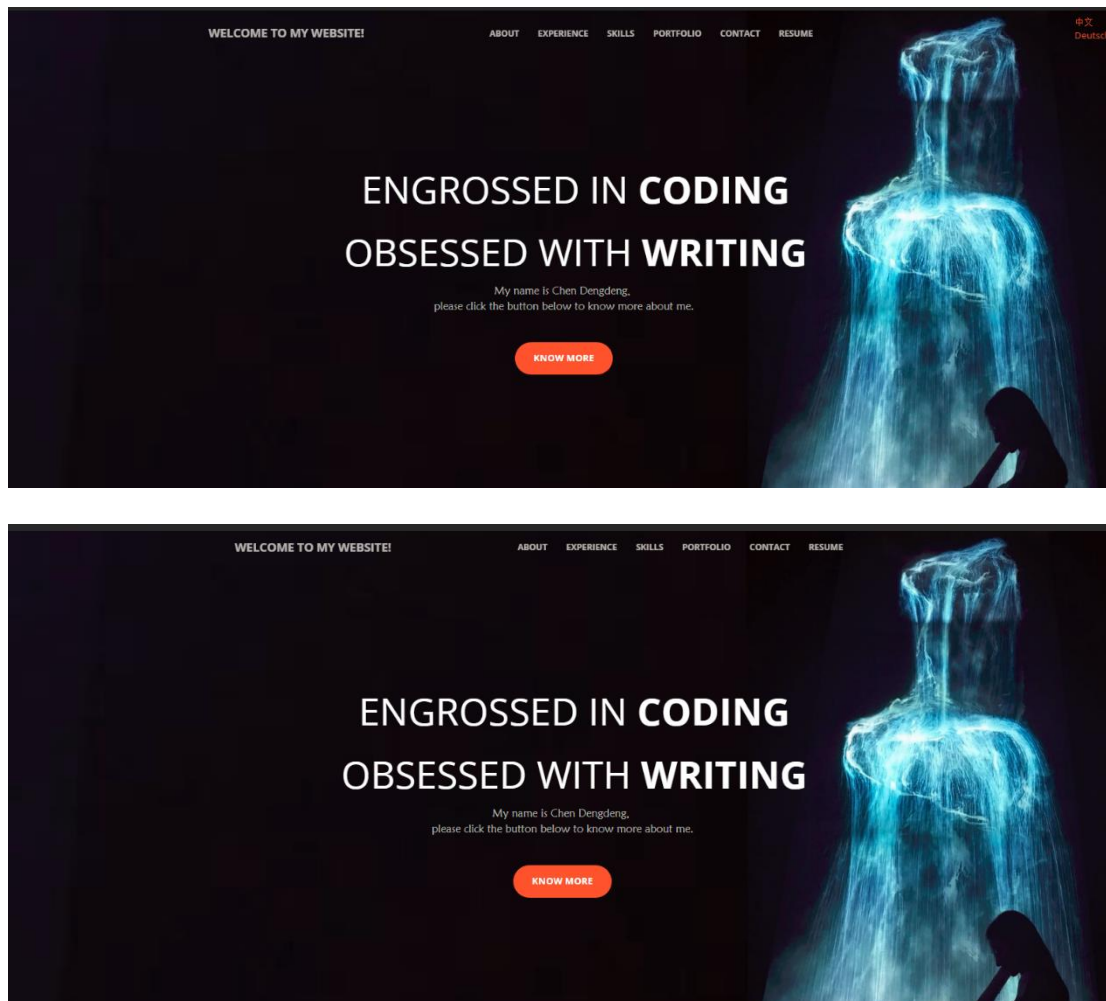 WELCOME TO MY WEBSITE!
ABOUT EXPERIENCE SKILLS PORTFOLIO CONTACT RESUME
中文
Deutsch
ENGROSSED IN CODING
OBSESSED WITH WRITING
My name is Chen Dengdeng,
please click the button below to know more about me.
KNOW MORE
WELCOME TO MY WEBSITE!
ABOUT EXPERIENCE SKILLS PORTFOLIO CONTACT RESUME
ENGROSSED IN CODING
OBSESSED WITH WRITING
My name is Chen Dengdeng,
please click the button below to know more about me.
KNOW MORE